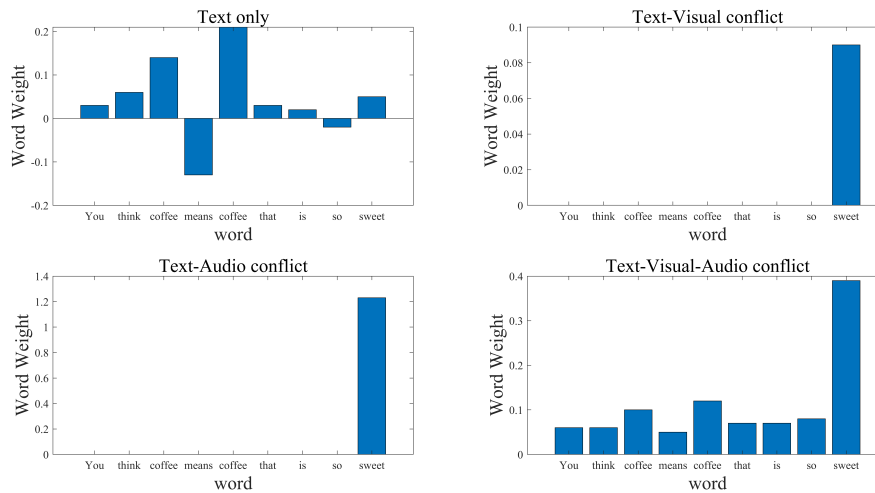 Text only
0.2
0.1
0
-0.1
-0.2
Word Weight
You think coffee means coffee that is so sweet
word
Text-Visual conflict
0.1
0.08
0.06
0.04
0.02
0
Word Weight
You think coffee means coffee that is so sweet
word
Text-Audio conflict
1.4
1.2
1
0.8
0.6
0.4
0.2
0
Word Weight
You think coffee means coffee that is so sweet
word
Text-Visual-Audio conflict
0.4
0.3
0.2
0.1
0
Word Weight
You think coffee means coffee that is so sweet
word